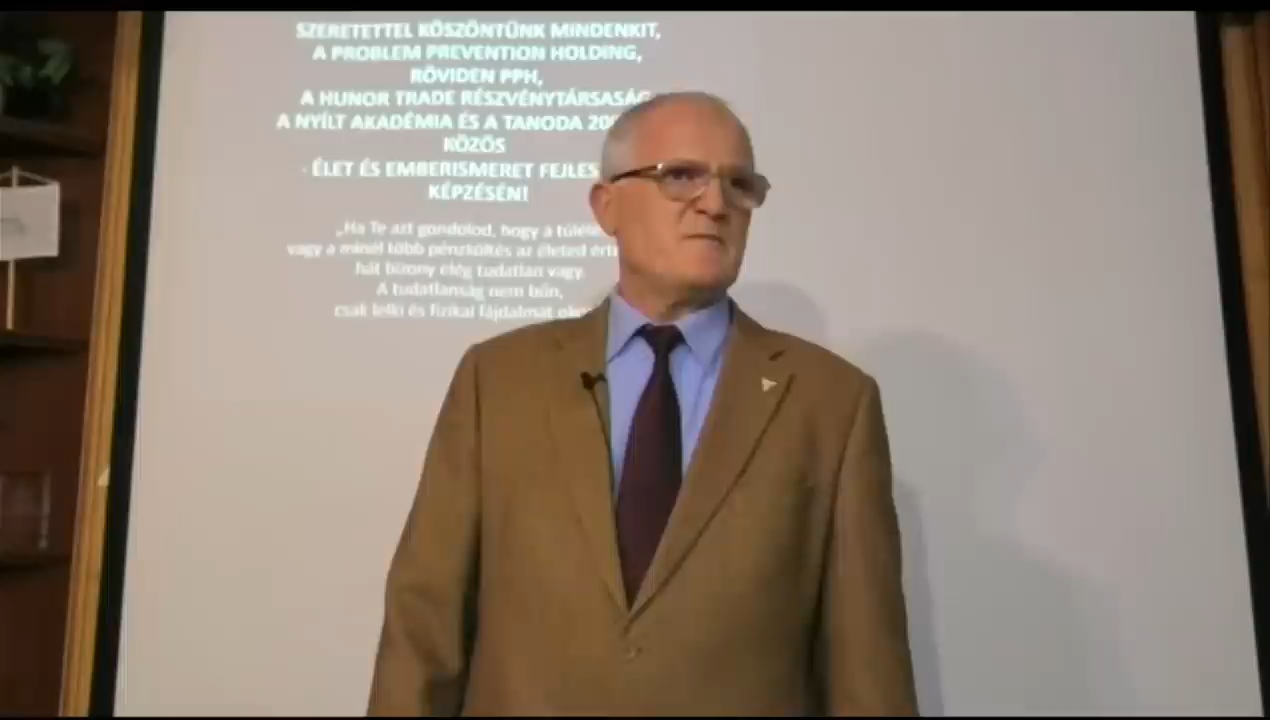 SZERETETTEL KÖSZÖNTÜNK MINDENKIT,
A PROBLEM PREVENTION HOLDING,
RÖVIDEN PPH,
A HUNOR TRADE RÉSZVÉNYTÁRSASÁG
A NYÍLT AKADÉMIA ÉS A TANODA
KÖZÖS
- ÉLET ÉS EMBERISMERET FEJLES
KÉPZÉSÉN!
„Ha Te azt gondolod, hogy a
vagy a minél több pénzköltés az életed
hát bizony elég tudatlan vagy.
A tudatlanság nem bűn,
csak lelki és fizikai fájdalmat